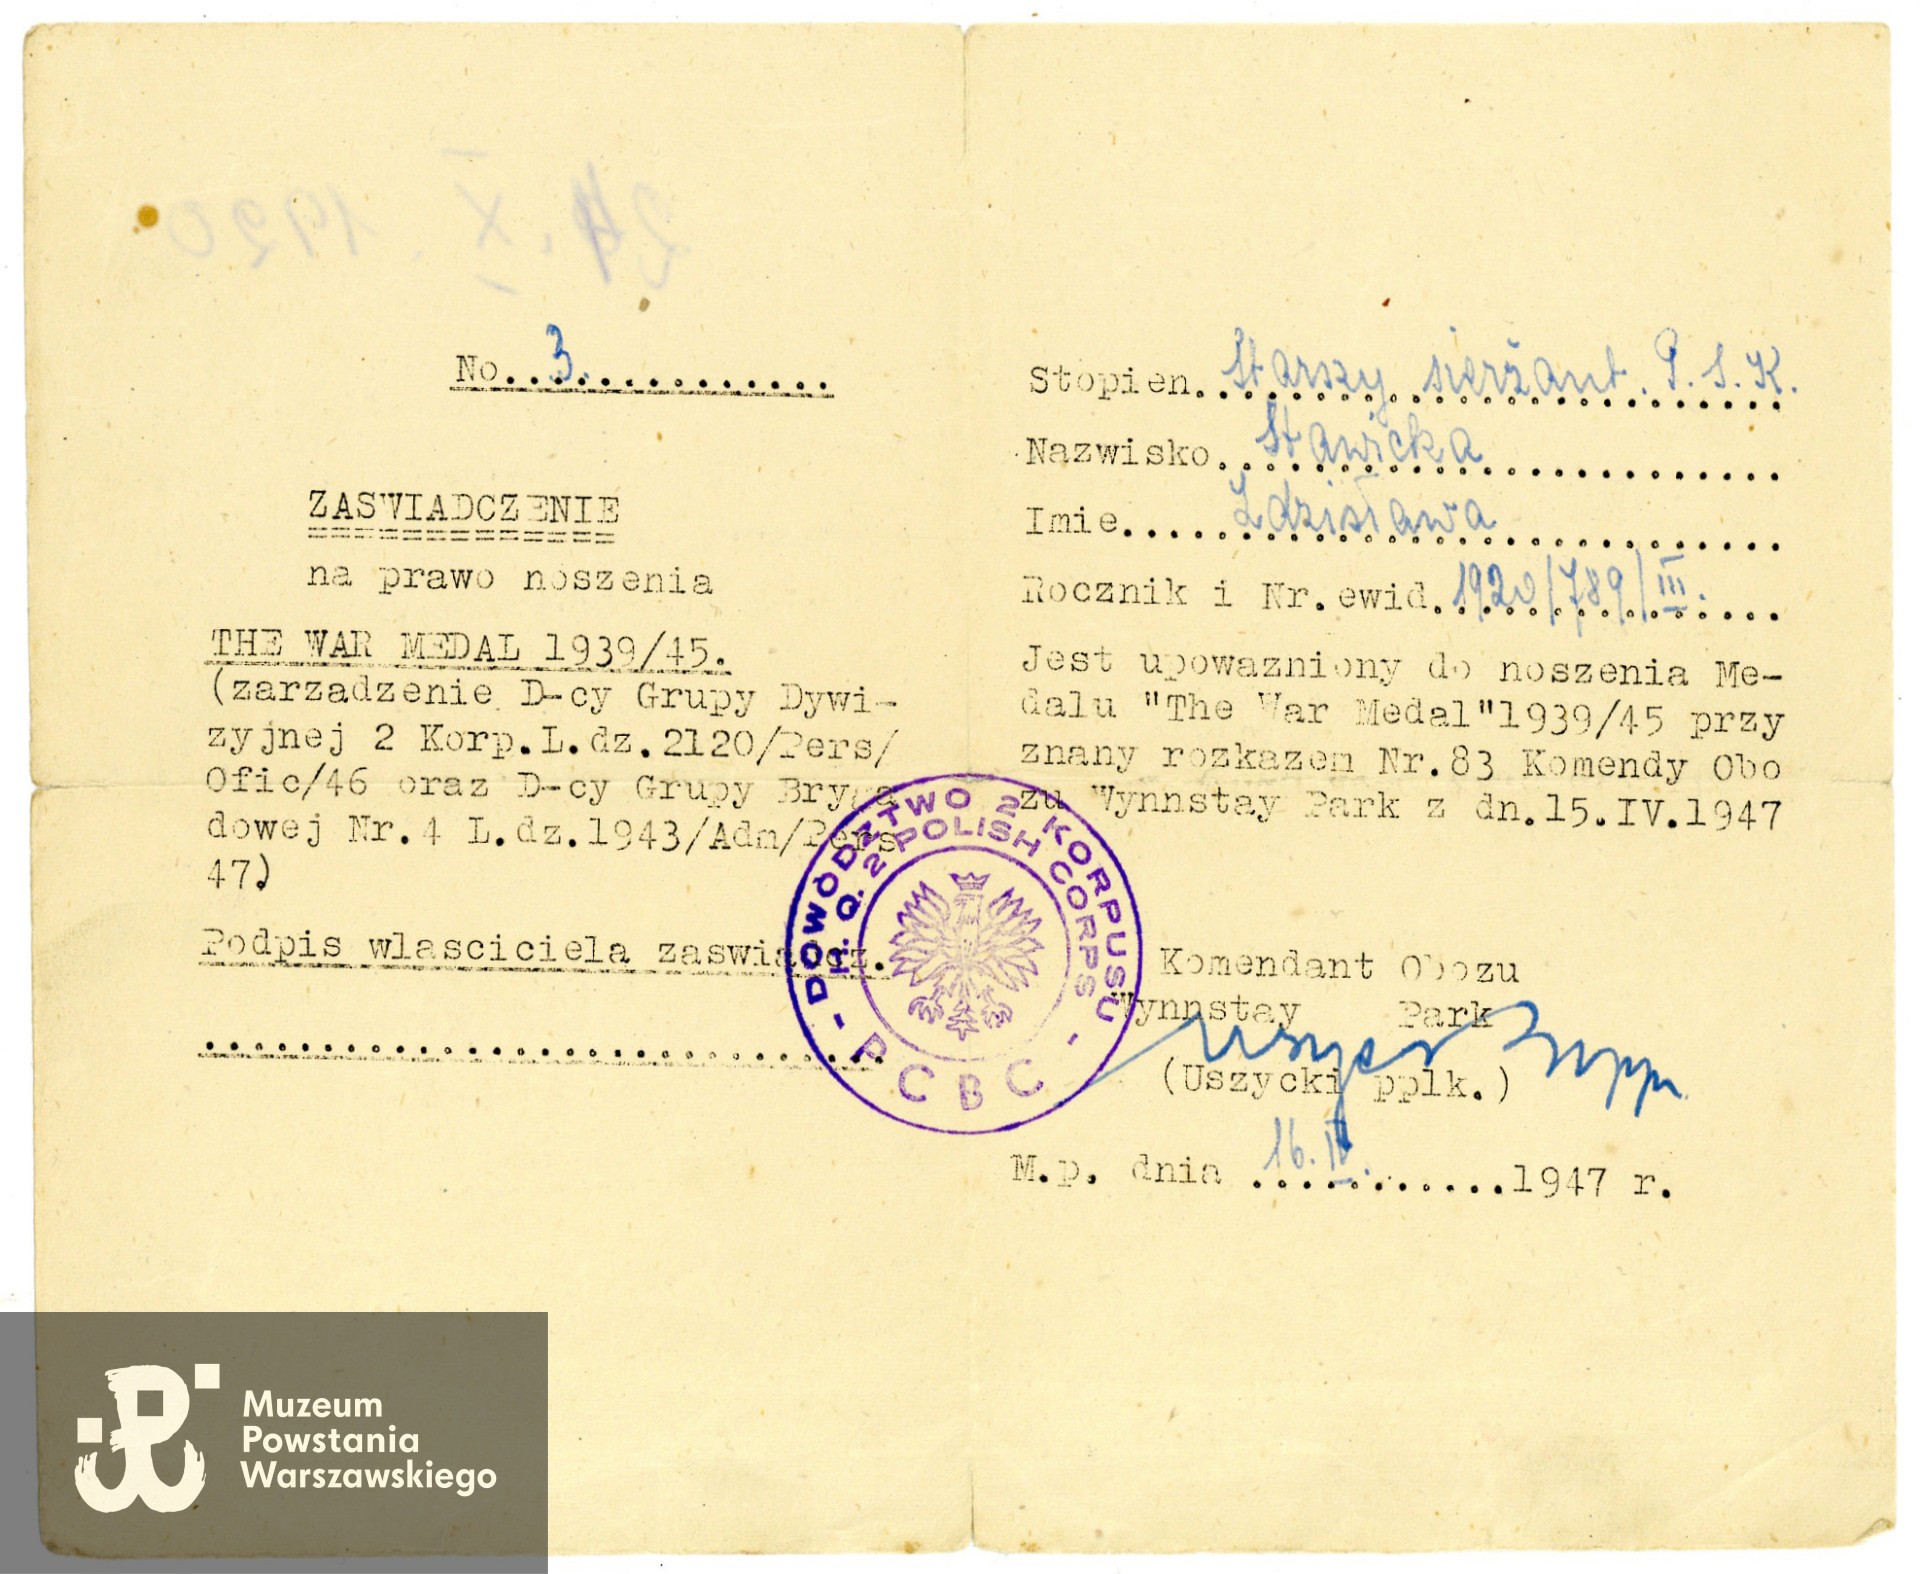 24.X.1920
No. 3.
ZASWIADCZENIE
na prawo noszenia
THE WAR MEDAL 1939/45.
(zarzadzenie D-cy Grupy Dywi-
zyjnej 2 Korp.L.dz.2120/Pers/
Ofic/46 oraz D-cy Grupy Bryga
dowej Nr.4 L.dz.1943/Adm/Pers
47)
Podpis wlasciciela zaswiadcz.
Stopien. Starszy sierżant. P.S.K.
Nazwisko. Stawicka
Imie. Zdzisława
Rocznik i Nr.ewid. 1920/789/III.
Jest upowazniony do noszenia Me-
dalu "The War Medal"1939/45 przy
znany rozkazem Nr.83 Komendy Obo
zu Wynnstay Park z dn.15.IV.1947
DOWÓDZTWO 2 KORPUSU
H.Q. 2 POLISH CORPS
- P C B C -
Komendant Obozu
Wynnstay Park
(Uszycki pplk.)
M.p. dnia 16.IV. 1947 r.
Muzeum
Powstania
Warszawskiego